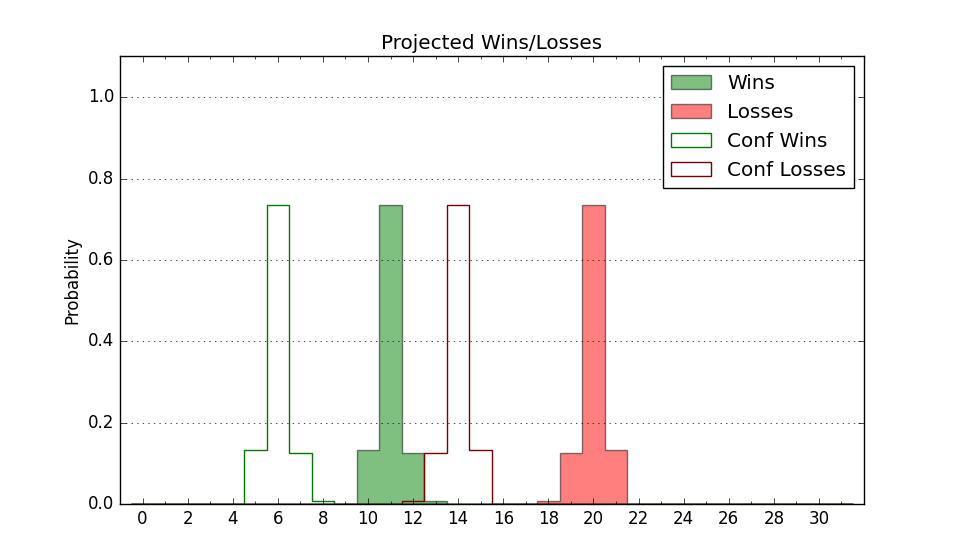 Projected Wins/Losses
Wins
Losses
Conf Wins
Conf Losses
Probability
1.0
0.8
0.6
0.4
0.2
0.0
0 2 4 6 8 10 12 14 16 18 20 22 24 26 28 30